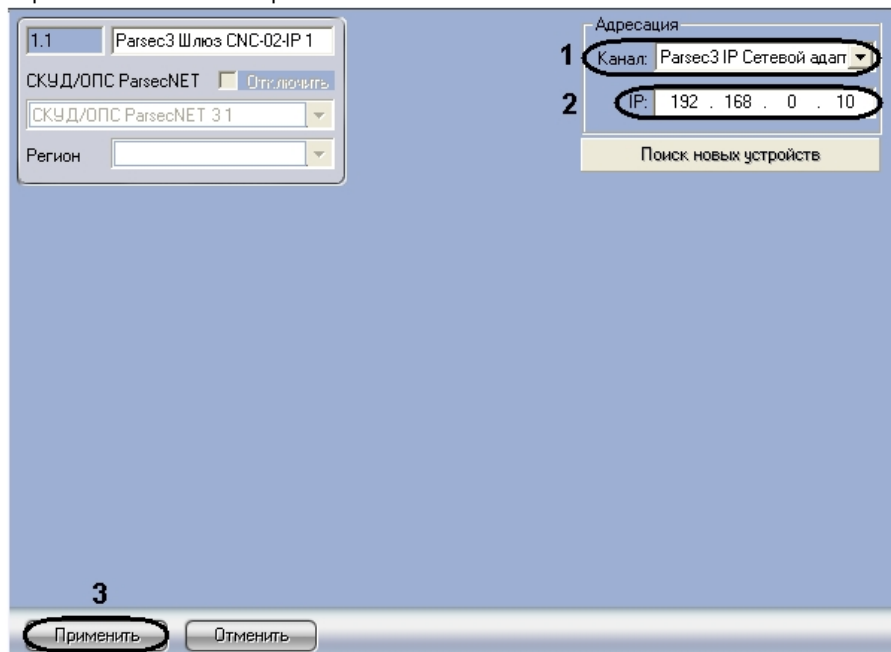 Адресация
1.1 Parsec3 Шлюз CNC-02-IP 1
1 Канал: Parsec3 IP Сетевой адап
СКУД/ОПС ParsecNET Отключить
2 IP: 192 . 168 . 0 . 10
СКУД/ОПС ParsecNET 3 1
Регион
Поиск новых устройств
3
Применить Отменить